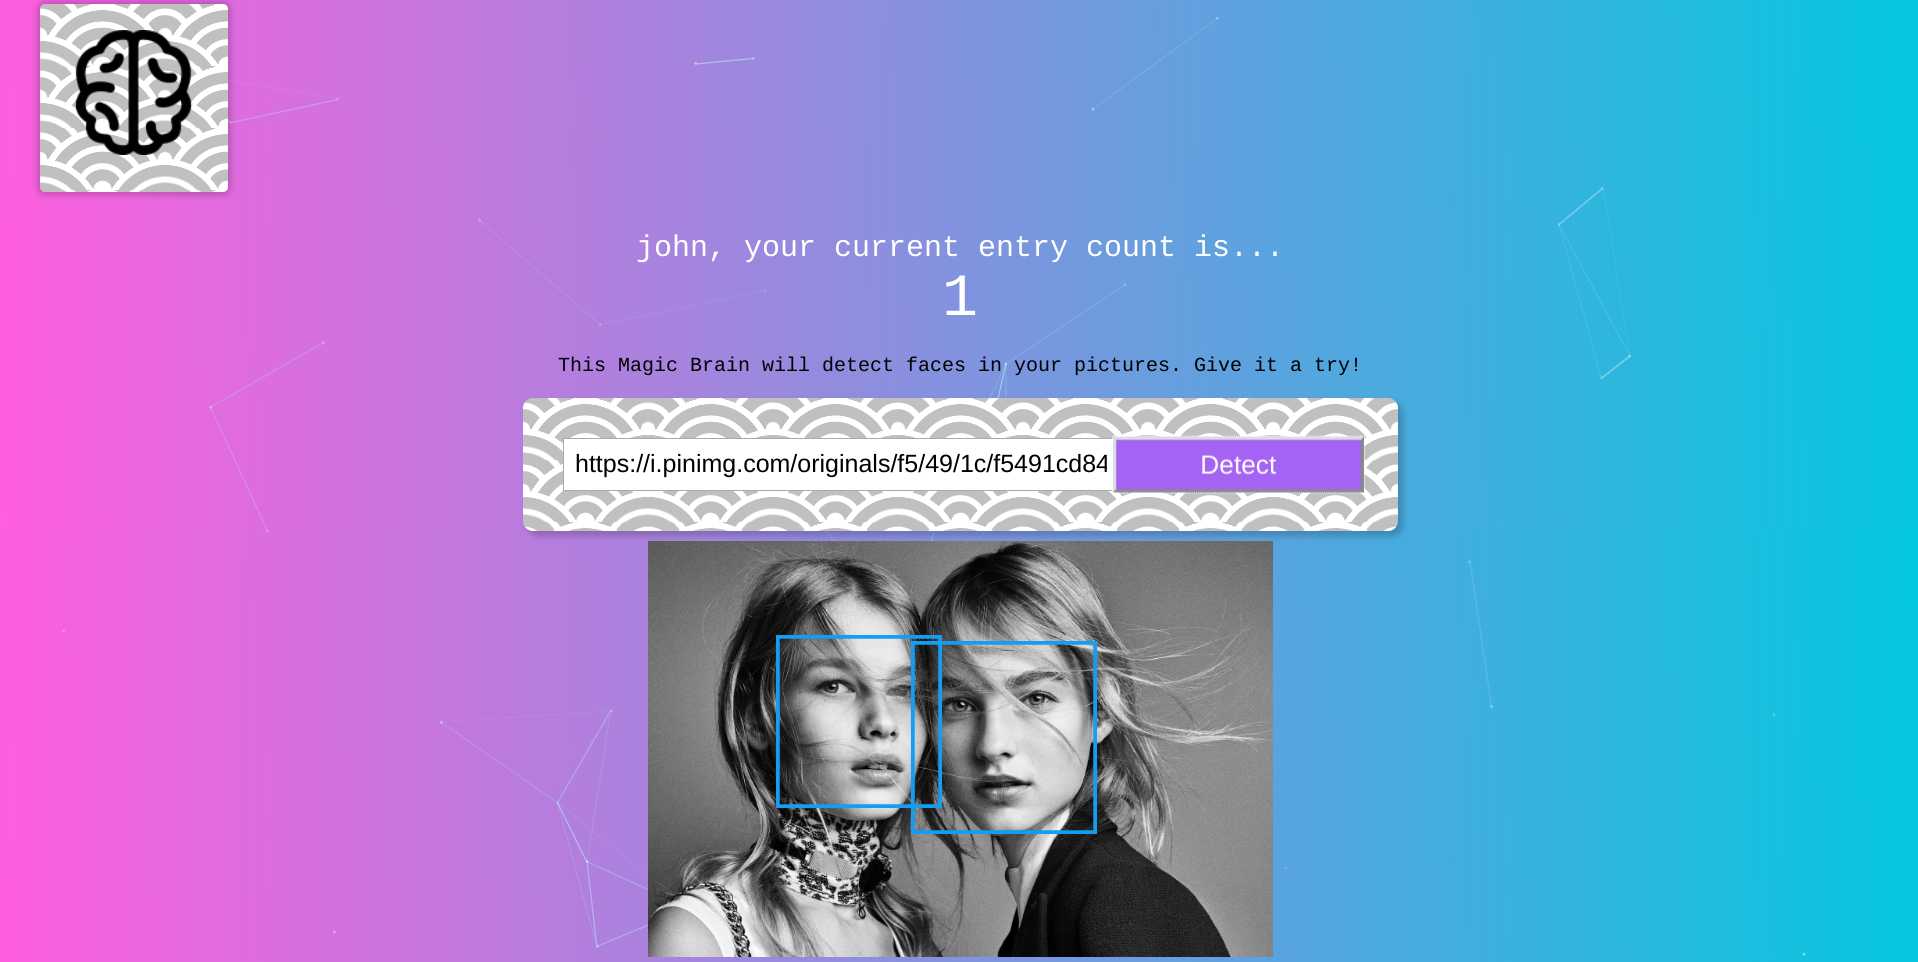 john, your current entry count is...
1
This Magic Brain will detect faces in your pictures. Give it a try!
https://i.pinimg.com/originals/f5/49/1c/f5491cd84
Detect